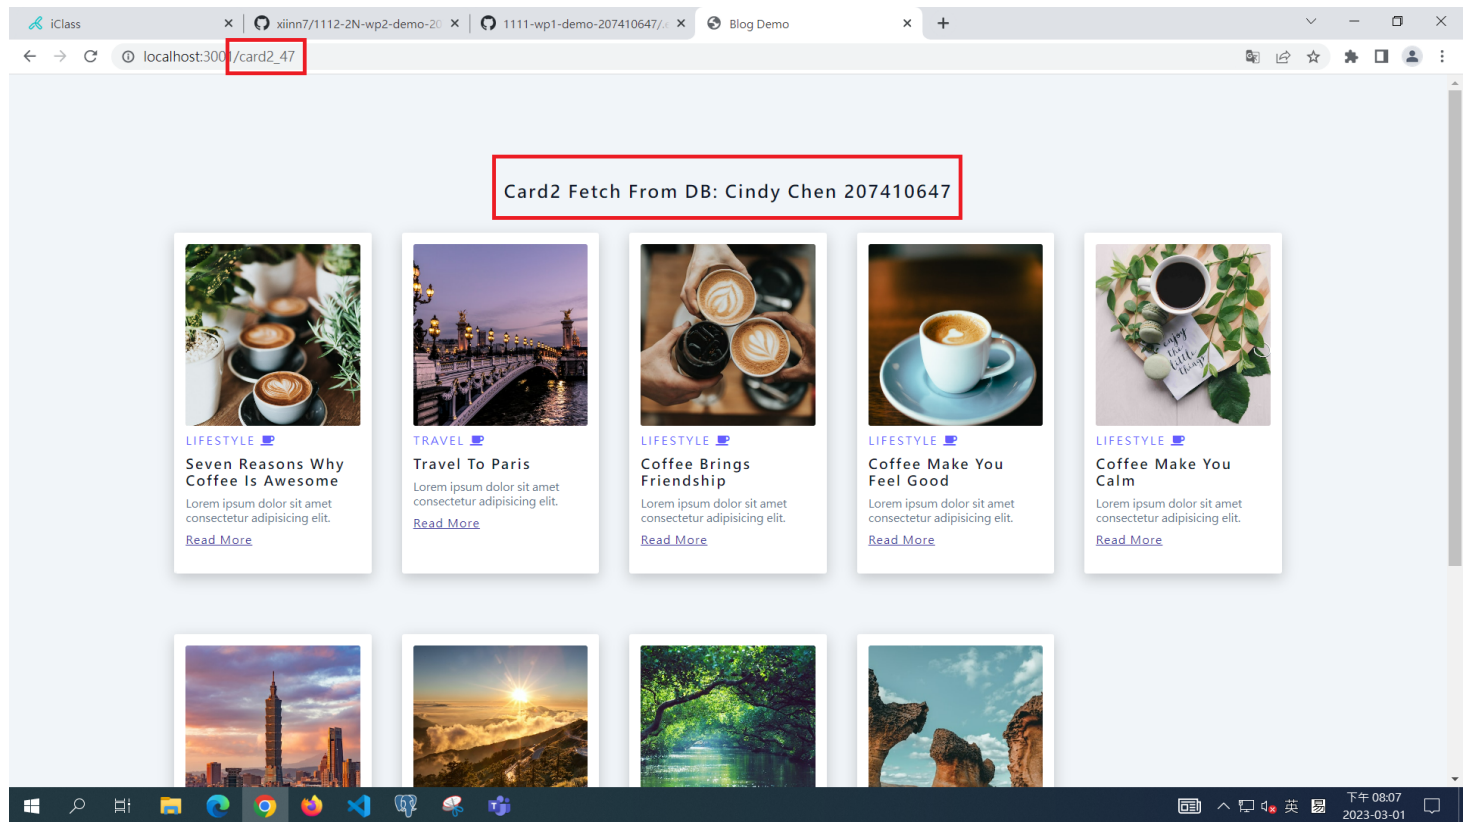 iClass
xiinn7/1112-2N-wp2-demo-20
1111-wp1-demo-207410647/.e
Blog Demo
localhost:3001/card2_47
Card2 Fetch From DB: Cindy Chen 207410647
LIFESTYLE
Seven Reasons Why
Coffee Is Awesome
Lorem ipsum dolor sit amet
consectetur adipisicing elit.
Read More
TRAVEL
Travel To Paris
Lorem ipsum dolor sit amet
consectetur adipisicing elit.
Read More
LIFESTYLE
Coffee Brings
Friendship
Lorem ipsum dolor sit amet
consectetur adipisicing elit.
Read More
LIFESTYLE
Coffee Make You
Feel Good
Lorem ipsum dolor sit amet
consectetur adipisicing elit.
Read More
enjoy
the
little
things
LIFESTYLE
Coffee Make You
Calm
Lorem ipsum dolor sit amet
consectetur adipisicing elit.
Read More
英
易
下午 08:07
2023-03-01